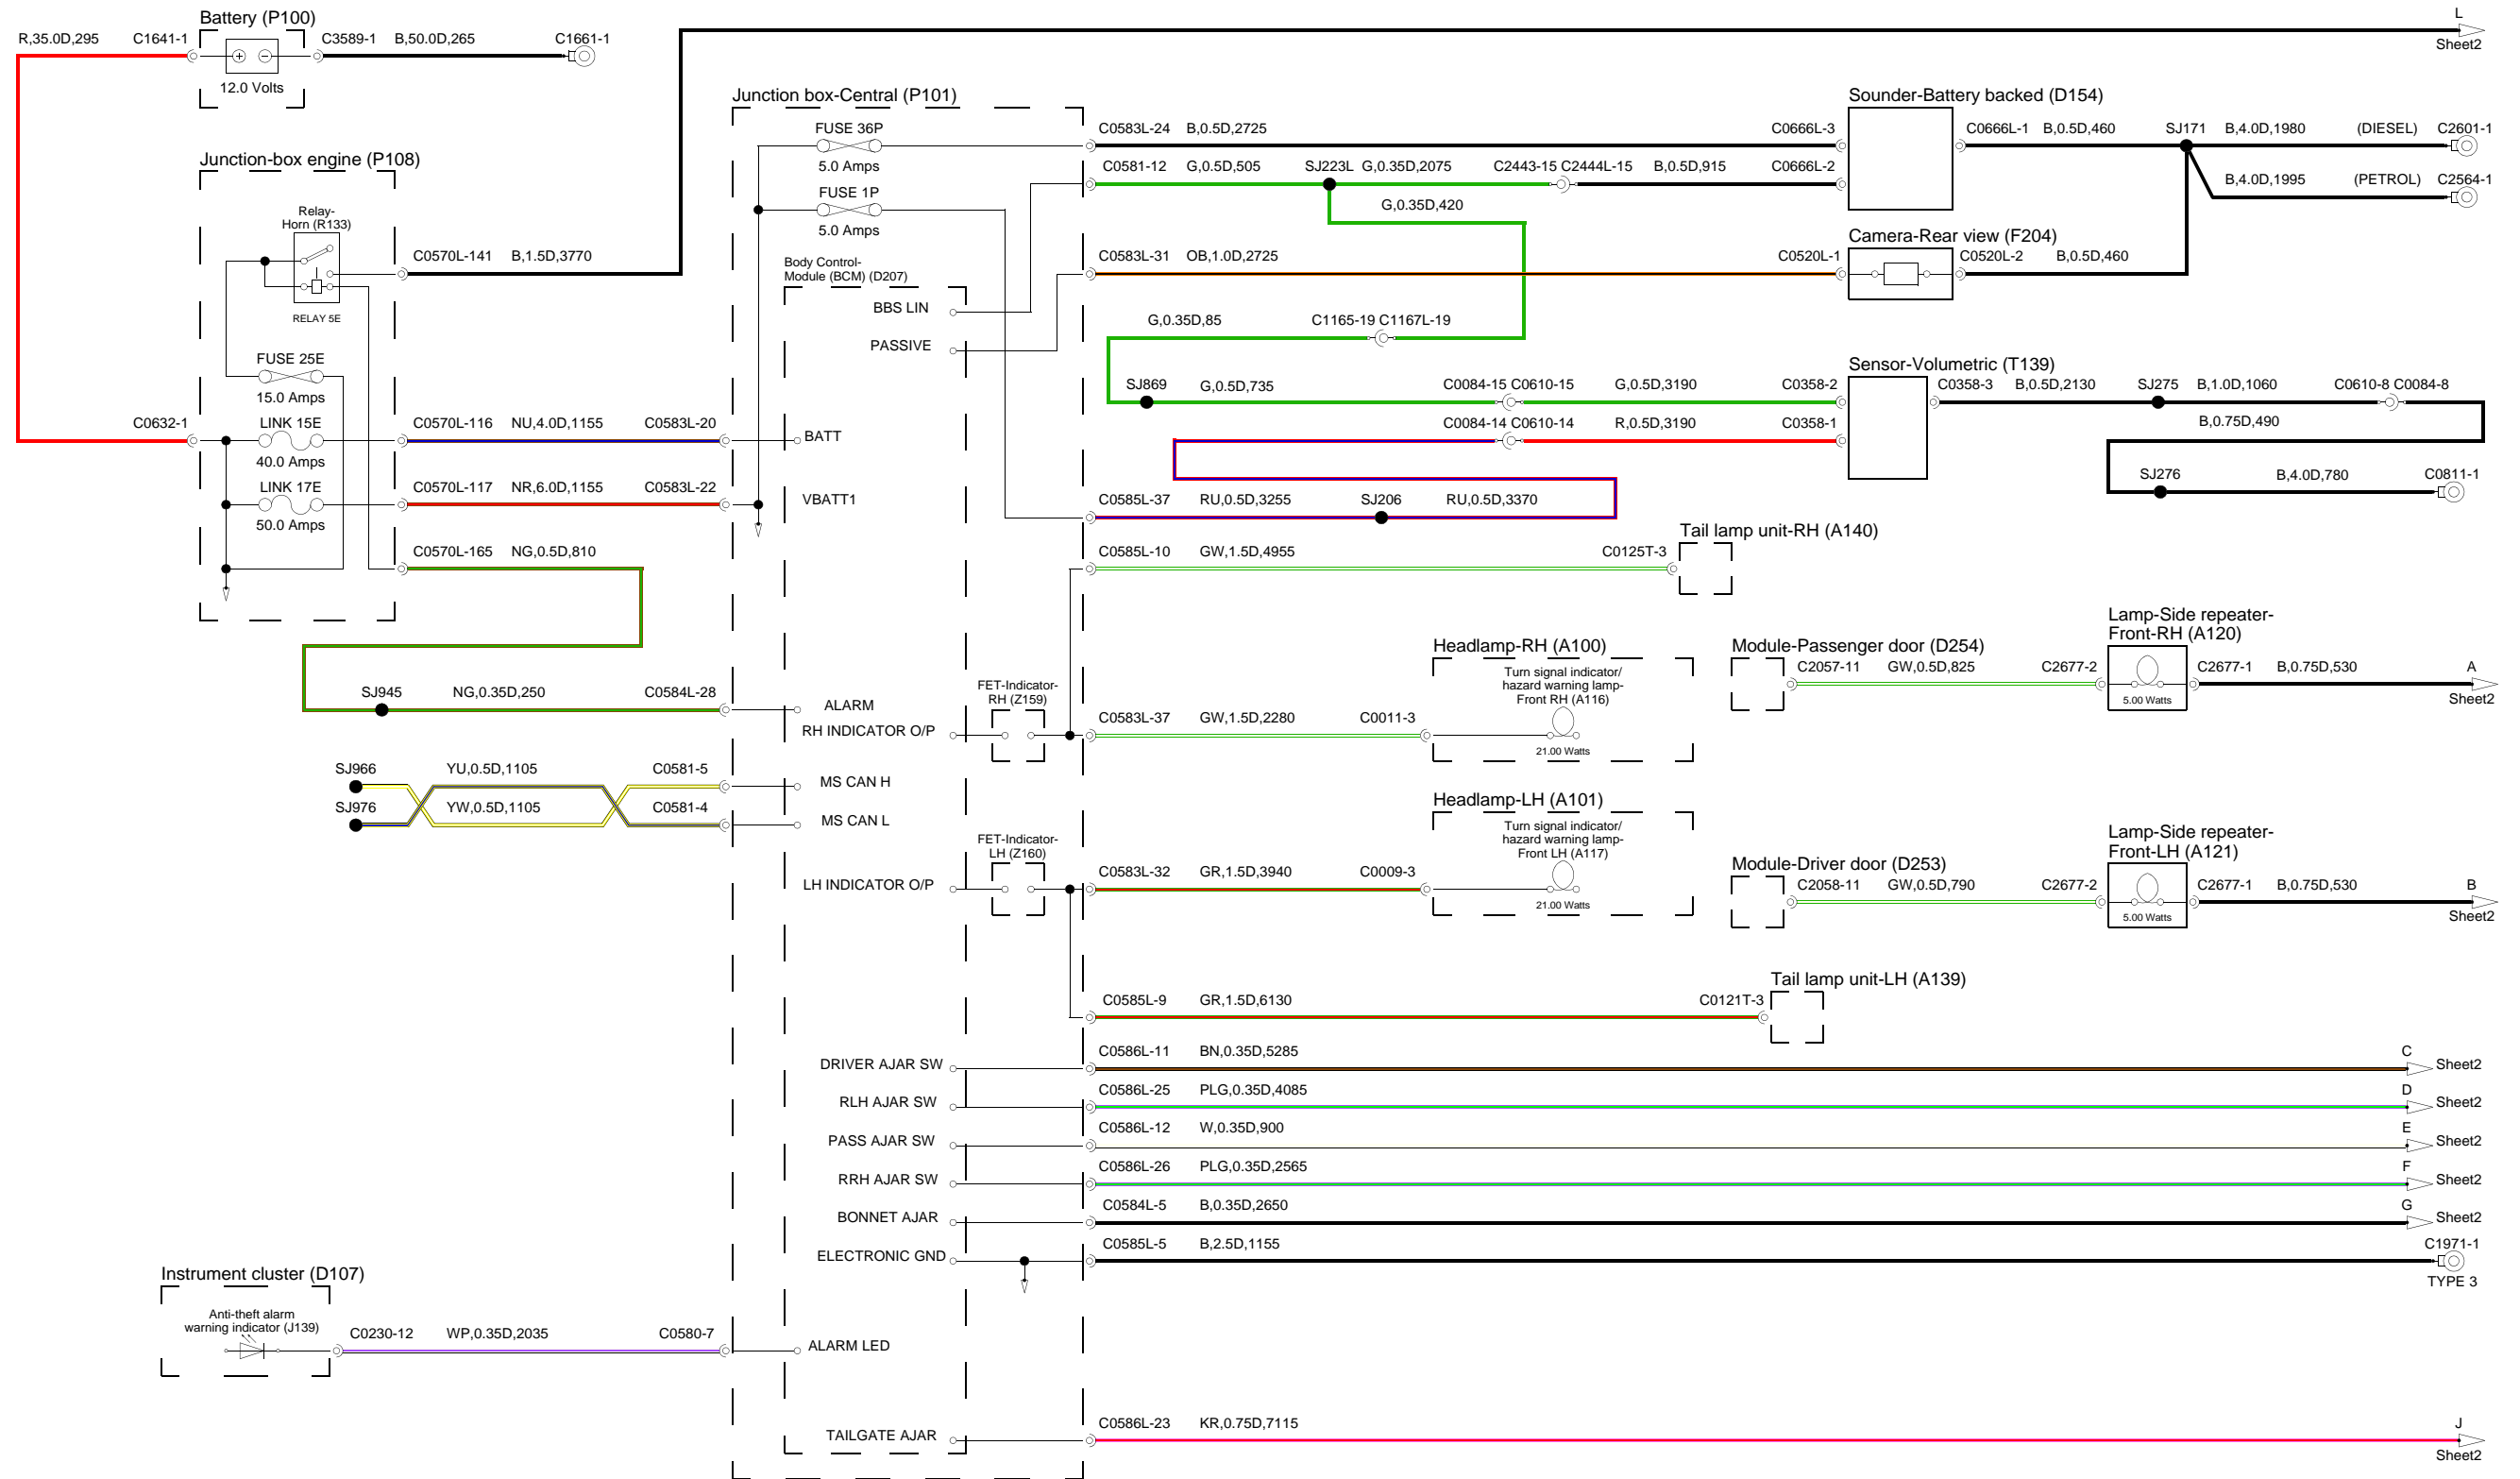 Battery (P100)
R,35.0D,295
C1641-1
C3589-1
B,50.0D,265
C1661-1
12.0 Volts
L
Sheet2
Junction-box engine (P108)
Relay-
Horn (R133)
RELAY 5E
C0570L-141
B,1.5D,3770
FUSE 25E
15.0 Amps
C0632-1
LINK 15E
40.0 Amps
C0570L-116
NU,4.0D,1155
C0583L-20
LINK 17E
50.0 Amps
C0570L-117
NR,6.0D,1155
C0583L-22
C0570L-165
NG,0.5D,810
SJ945
NG,0.35D,250
C0584L-28
SJ966
YU,0.5D,1105
C0581-5
SJ976
YW,0.5D,1105
C0581-4
Instrument cluster (D107)
Anti-theft alarm
warning indicator (J139)
C0230-12
WP,0.35D,2035
C0580-7
Junction box-Central (P101)
FUSE 36P
5.0 Amps
FUSE 1P
5.0 Amps
Body Control-
Module (BCM) (D207)
BBS LIN
PASSIVE
BATT
VBATT1
ALARM
RH INDICATOR O/P
MS CAN H
MS CAN L
LH INDICATOR O/P
DRIVER AJAR SW
RLH AJAR SW
PASS AJAR SW
RRH AJAR SW
BONNET AJAR
ELECTRONIC GND
ALARM LED
TAILGATE AJAR
FET-Indicator-
RH (Z159)
FET-Indicator-
LH (Z160)
C0583L-24
B,0.5D,2725
C0666L-3
Sounder-Battery backed (D154)
C0666L-1
B,0.5D,460
SJ171
B,4.0D,1980
(DIESEL)
C2601-1
C0581-12
G,0.5D,505
SJ223L
G,0.35D,2075
C2443-15
C2444L-15
B,0.5D,915
C0666L-2
B,4.0D,1995
(PETROL)
C2564-1
G,0.35D,420
C0583L-31
OB,1.0D,2725
C0520L-1
Camera-Rear view (F204)
C0520L-2
B,0.5D,460
G,0.35D,85
C1165-19
C1167L-19
SJ869
G,0.5D,735
C0084-15
C0610-15
G,0.5D,3190
C0358-2
Sensor-Volumetric (T139)
C0358-3
B,0.5D,2130
SJ275
B,1.0D,1060
C0610-8
C0084-8
C0084-14
C0610-14
R,0.5D,3190
C0358-1
B,0.75D,490
C0585L-37
RU,0.5D,3255
SJ206
RU,0.5D,3370
SJ276
B,4.0D,780
C0811-1
C0585L-10
GW,1.5D,4955
C0125T-3
Tail lamp unit-RH (A140)
C0583L-37
GW,1.5D,2280
C0011-3
Headlamp-RH (A100)
Turn signal indicator/
hazard warning lamp-
Front RH (A116)
21.00 Watts
Module-Passenger door (D254)
C2057-11
GW,0.5D,825
C2677-2
Lamp-Side repeater-
Front-RH (A120)
5.00 Watts
C2677-1
B,0.75D,530
A
Sheet2
C0583L-32
GR,1.5D,3940
C0009-3
Headlamp-LH (A101)
Turn signal indicator/
hazard warning lamp-
Front LH (A117)
21.00 Watts
Module-Driver door (D253)
C2058-11
GW,0.5D,790
C2677-2
Lamp-Side repeater-
Front-LH (A121)
5.00 Watts
C2677-1
B,0.75D,530
B
Sheet2
C0585L-9
GR,1.5D,6130
C0121T-3
Tail lamp unit-LH (A139)
C0586L-11
BN,0.35D,5285
C
Sheet2
C0586L-25
PLG,0.35D,4085
D
Sheet2
C0586L-12
W,0.35D,900
E
Sheet2
C0586L-26
PLG,0.35D,2565
F
Sheet2
C0584L-5
B,0.35D,2650
G
Sheet2
C0585L-5
B,2.5D,1155
C1971-1
TYPE 3
C0586L-23
KR,0.75D,7115
J
Sheet2